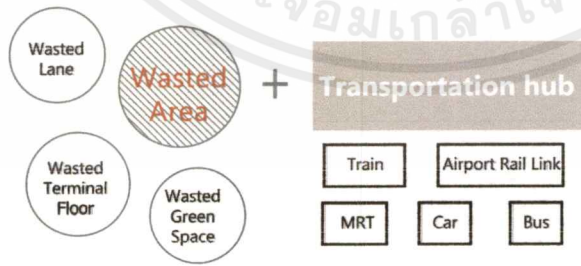 Wasted
Lane
Wasted
Area
+
Transportation hub
Wasted
Terminal
Floor
Wasted
Green
Space
Train
Airport Rail Link
MRT
Car
Bus